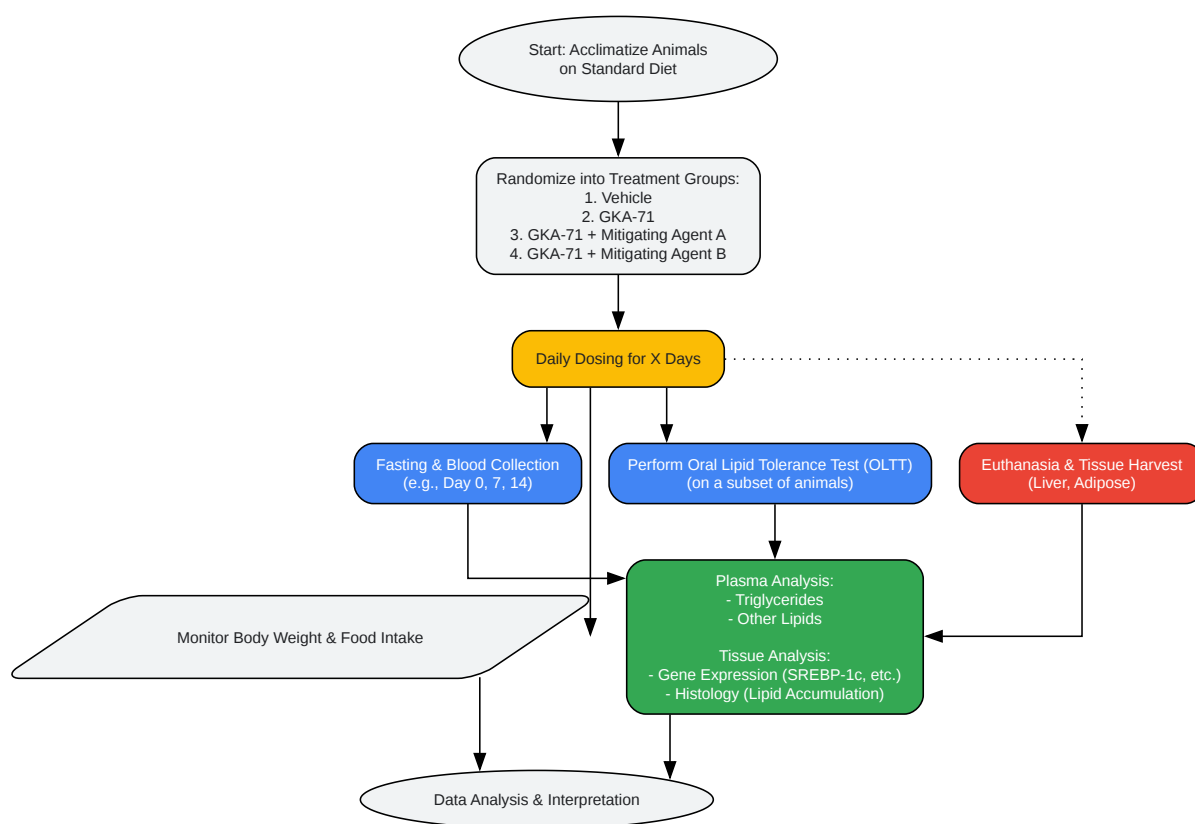 Start: Acclimatize Animals
on Standard Diet
Randomize into Treatment Groups:
1. Vehicle
2. GKA-71
3. GKA-71 + Mitigating Agent A
4. GKA-71 + Mitigating Agent B
Daily Dosing for X Days
Fasting & Blood Collection
(e.g., Day 0, 7, 14)
Perform Oral Lipid Tolerance Test (OLTT)
(on a subset of animals)
Euthanasia & Tissue Harvest
(Liver, Adipose)
Plasma Analysis:
- Triglycerides
- Other Lipids
Tissue Analysis:
- Gene Expression (SREBP-1c, etc.)
- Histology (Lipid Accumulation)
Monitor Body Weight & Food Intake
Data Analysis & Interpretation